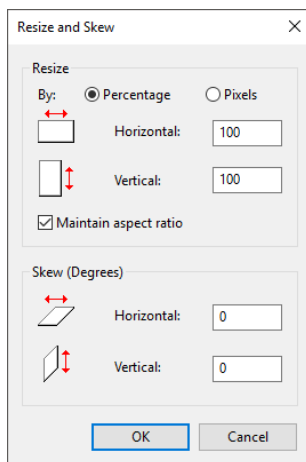 Resize and Skew
Resize
By: Percentage Pixels
Horizontal: 100
Vertical: 100
Maintain aspect ratio
Skew (Degrees)
Horizontal: 0
Vertical: 0
OK Cancel